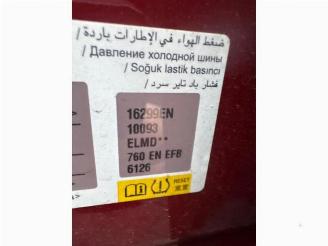 ضغط الهواء في الإطارات باردة /
/ Давление холодной шины
/ Soğuk lastik basıncı
/ فشار باد تایر سرد
16299EN
10093
ELMD**
760 EN EFB
6126
RESET